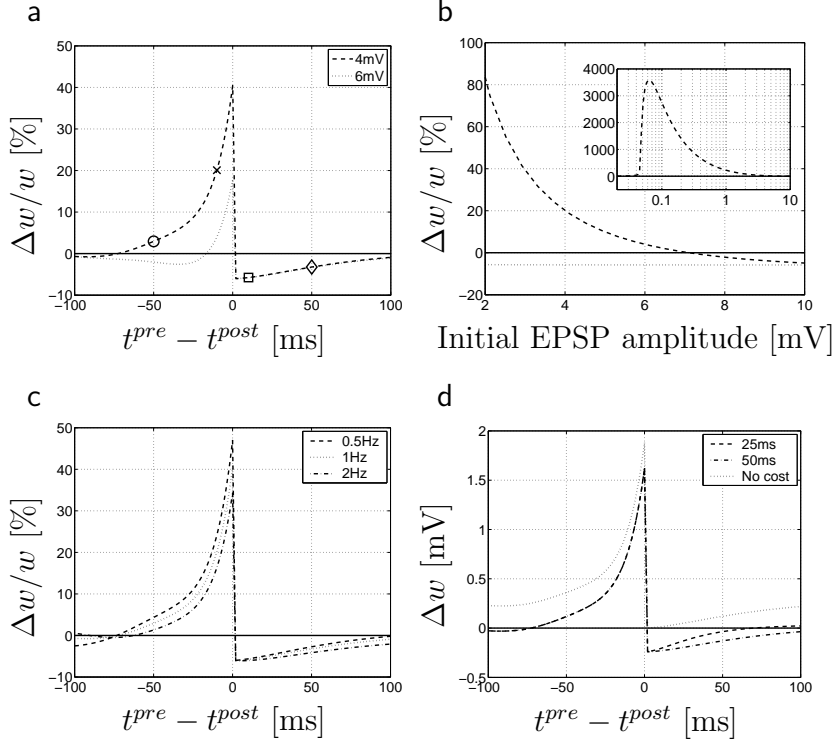 a
50
40
30
20
10
0
−10
−100 −50 0 50 100
4mV
6mV
Δw/w [%]
t^pre − t^post [ms]
b
100
80
60
40
20
0
−20
2 4 6 8 10
4000
3000
2000
1000
0
0.1 1 10
Δw/w [%]
Initial EPSP amplitude [mV]
c
50
40
30
20
10
0
−10
−100 −50 0 50 100
0.5Hz
1Hz
2Hz
Δw/w [%]
t^pre − t^post [ms]
d
2
1.5
1
0.5
0
−0.5
−100 −50 0 50 100
25ms
50ms
No cost
Δw [mV]
t^pre − t^post [ms]